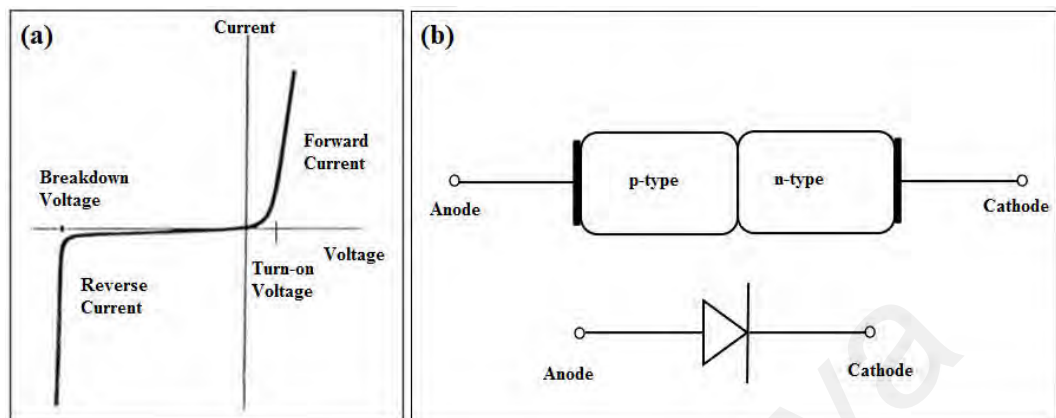 (a)
Current
Forward
Current
Breakdown
Voltage
Voltage
Turn-on
Voltage
Reverse
Current
(b)
p-type
n-type
Anode
Cathode
Anode
Cathode